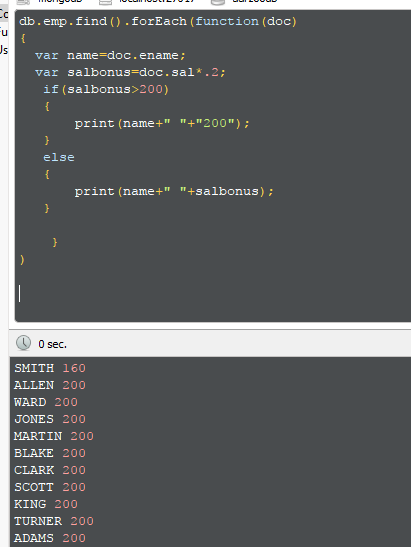 db.emp.find().forEach(function(doc)
{
var name=doc.ename;
var salbonus=doc.sal*.2;
if(salbonus>200)
{
print(name+" "+"200");
}
else
{
print(name+" "+salbonus);
}
}
)
0 sec.
SMITH 160
ALLEN 200
WARD 200
JONES 200
MARTIN 200
BLAKE 200
CLARK 200
SCOTT 200
KING 200
TURNER 200
ADAMS 200